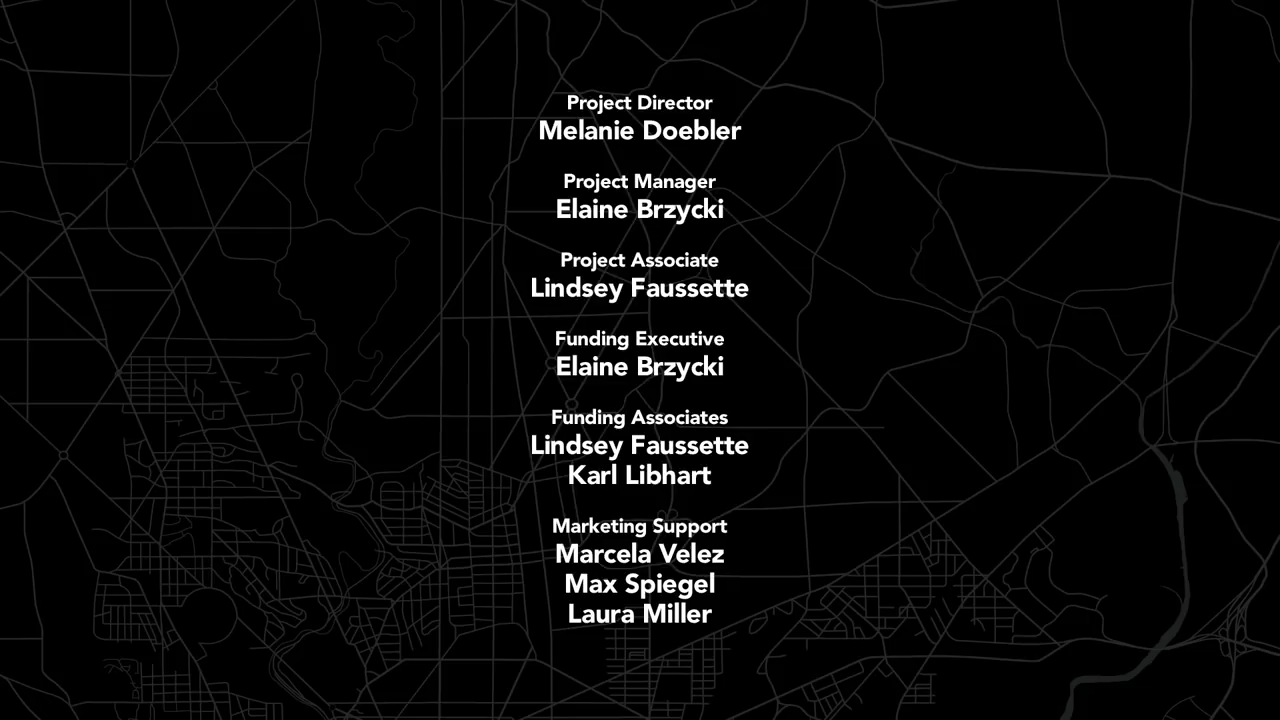 Project Director
Melanie Doebler
Project Manager
Elaine Brzycki
Project Associate
Lindsey Faussette
Funding Executive
Elaine Brzycki
Funding Associates
Lindsey Faussette
Karl Libhart
Marketing Support
Marcela Velez
Max Spiegel
Laura Miller